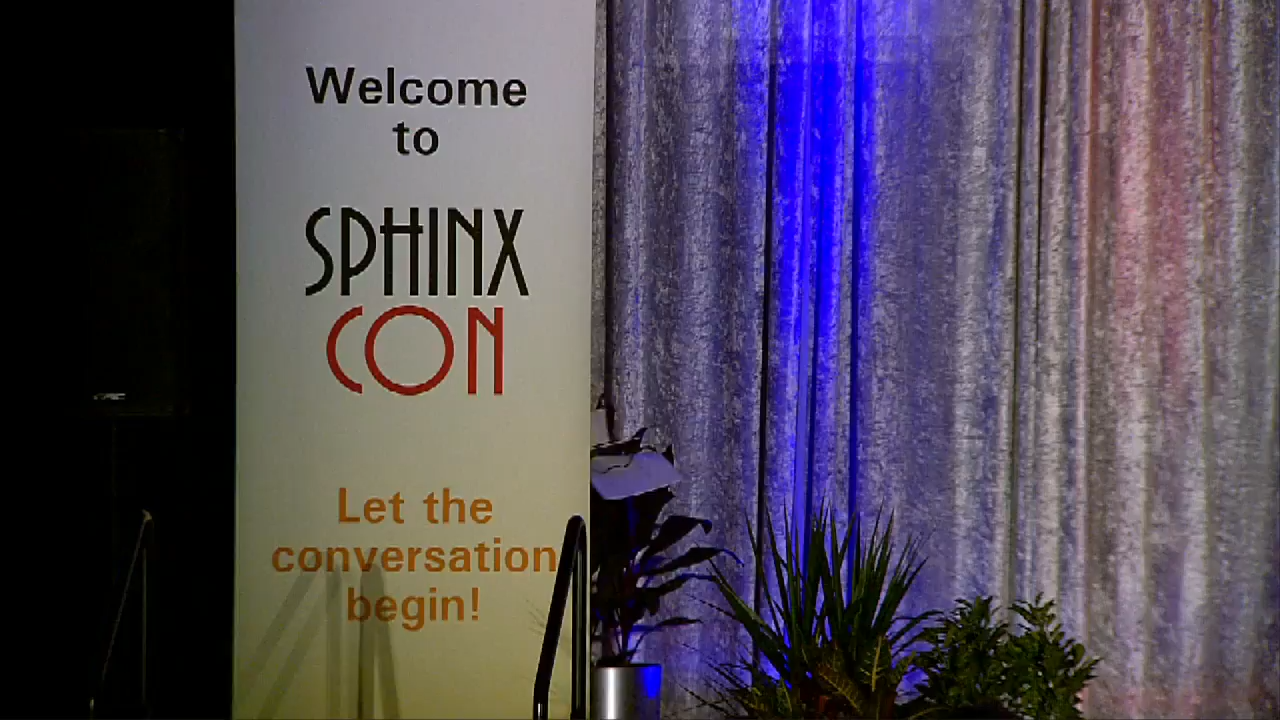 Welcome
to
SPHINX
CON
Let the
conversation
begin!